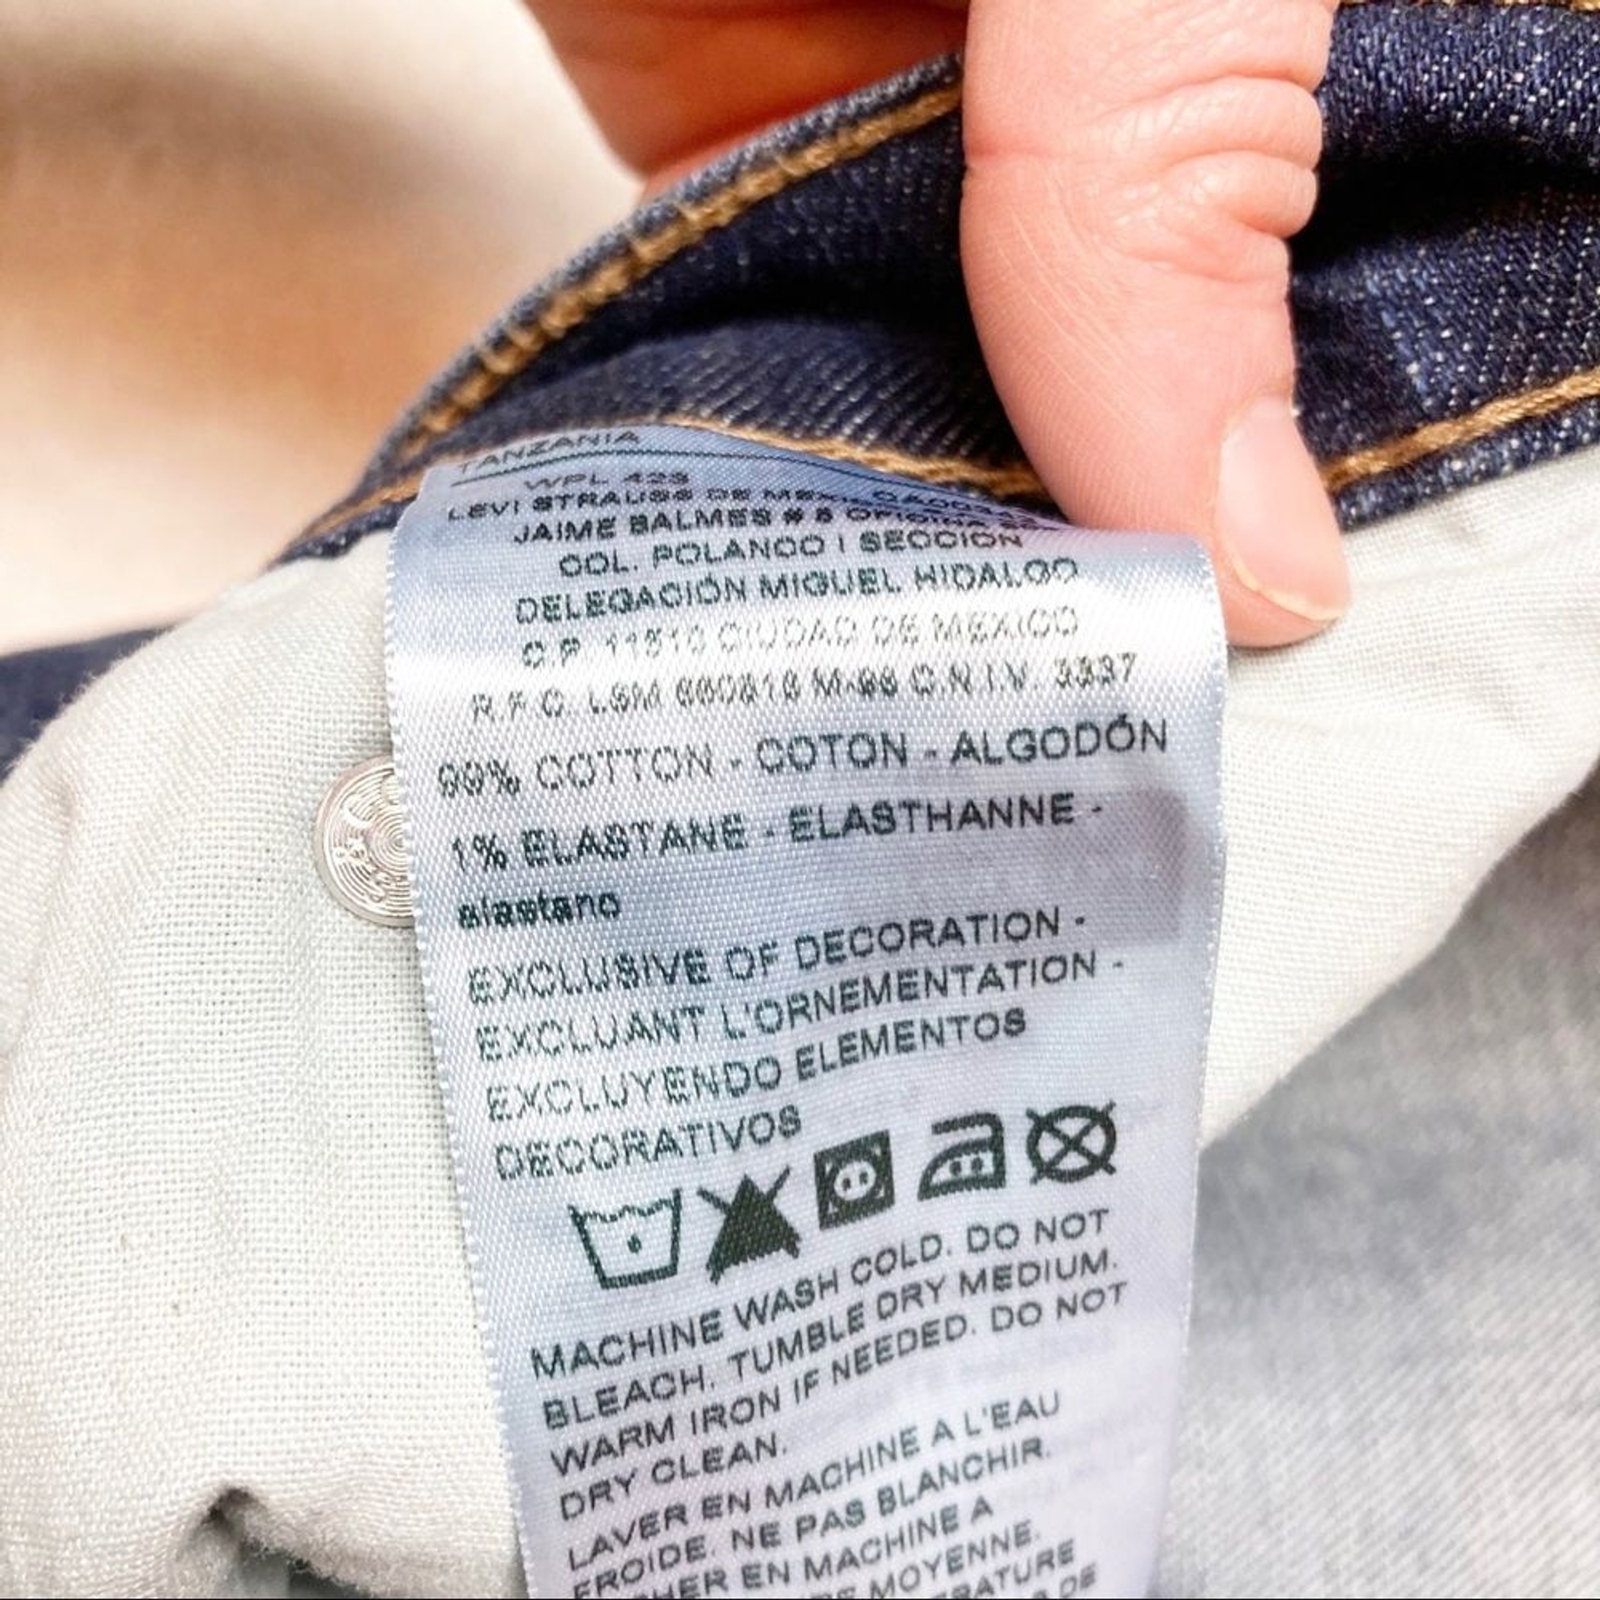 TANZANIA
WPL 423
LEVI STRAUSS DE
JAIME BALMES # 8 OFICINA
COL. POLANCO I SECCION
DELEGACIÓN MIGUEL HIDALGO
C.P. 11510 CIUDAD DE MEXICO
R.F.C. LSM C.N.I.V. 3337
99% COTTON - COTON - ALGODÓN
1% ELASTANE - ELASTHANNE -
elastano
EXCLUSIVE OF DECORATION -
EXCLUANT L'ORNEMENTATION -
EXCLUYENDO ELEMENTOS
DECORATIVOS
MACHINE WASH COLD. DO NOT
BLEACH. TUMBLE DRY MEDIUM.
WARM IRON IF NEEDED. DO NOT
DRY CLEAN.
LAVER EN MACHINE A L'EAU
FROIDE. NE PAS BLANCHIR.
EN MACHINE A
MOYENNE.
DE